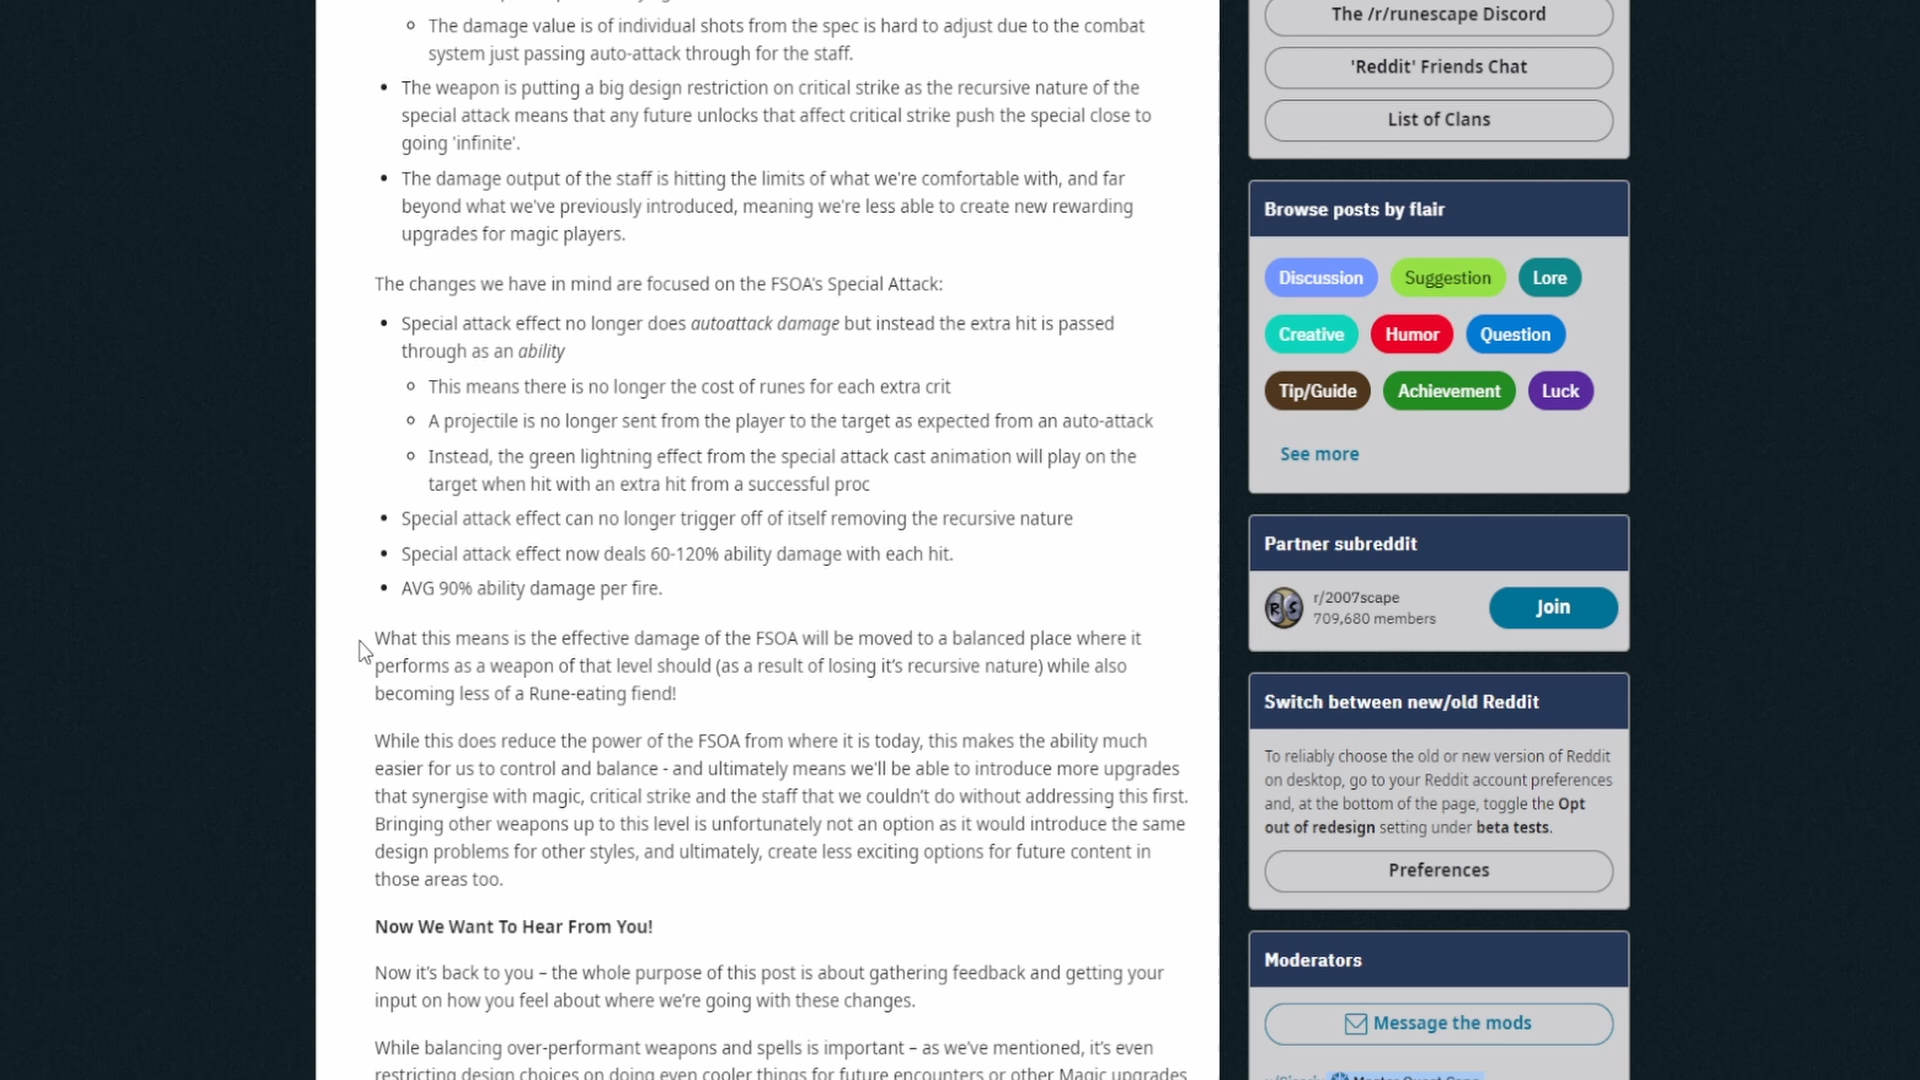 The damage value is of individual shots from the spec is hard to adjust due to the combat
system just passing auto-attack through for the staff.
The weapon is putting a big design restriction on critical strike as the recursive nature of the
special attack means that any future unlocks that affect critical strike push the special close to
going 'infinite'.
The damage output of the staff is hitting the limits of what we're comfortable with, and far
beyond what we've previously introduced, meaning we're less able to create new rewarding
upgrades for magic players.
The changes we have in mind are focused on the FSOA's Special Attack:
Special attack effect no longer does autoattack damage but instead the extra hit is passed
through as an ability
This means there is no longer the cost of runes for each extra crit
A projectile is no longer sent from the player to the target as expected from an auto-attack
Instead, the green lightning effect from the special attack cast animation will play on the
target when hit with an extra hit from a successful proc
Special attack effect can no longer trigger off of itself removing the recursive nature
Special attack effect now deals 60-120% ability damage with each hit.
AVG 90% ability damage per fire.
What this means is the effective damage of the FSOA will be moved to a balanced place where it
performs as a weapon of that level should (as a result of losing it’s recursive nature) while also
becoming less of a Rune-eating fiend!
While this does reduce the power of the FSOA from where it is today, this makes the ability much
easier for us to control and balance - and ultimately means we'll be able to introduce more upgrades
that synergise with magic, critical strike and the staff that we couldn’t do without addressing this first.
Bringing other weapons up to this level is unfortunately not an option as it would introduce the same
design problems for other styles, and ultimately, create less exciting options for future content in
those areas too.
Now We Want To Hear From You!
Now it’s back to you – the whole purpose of this post is about gathering feedback and getting your
input on how you feel about where we’re going with these changes.
While balancing over-performant weapons and spells is important – as we’ve mentioned, it’s even
restricting design choices on doing even cooler things for future encounters or other Magic upgrades
The /r/runescape Discord
'Reddit' Friends Chat
List of Clans
Browse posts by flair
Discussion
Suggestion
Lore
Creative
Humor
Question
Tip/Guide
Achievement
Luck
See more
Partner subreddit
RS
r/2007scape
709,680 members
Join
Switch between new/old Reddit
To reliably choose the old or new version of Reddit
on desktop, go to your Reddit account preferences
and, at the bottom of the page, toggle the Opt
out of redesign setting under beta tests.
Preferences
Moderators
Message the mods